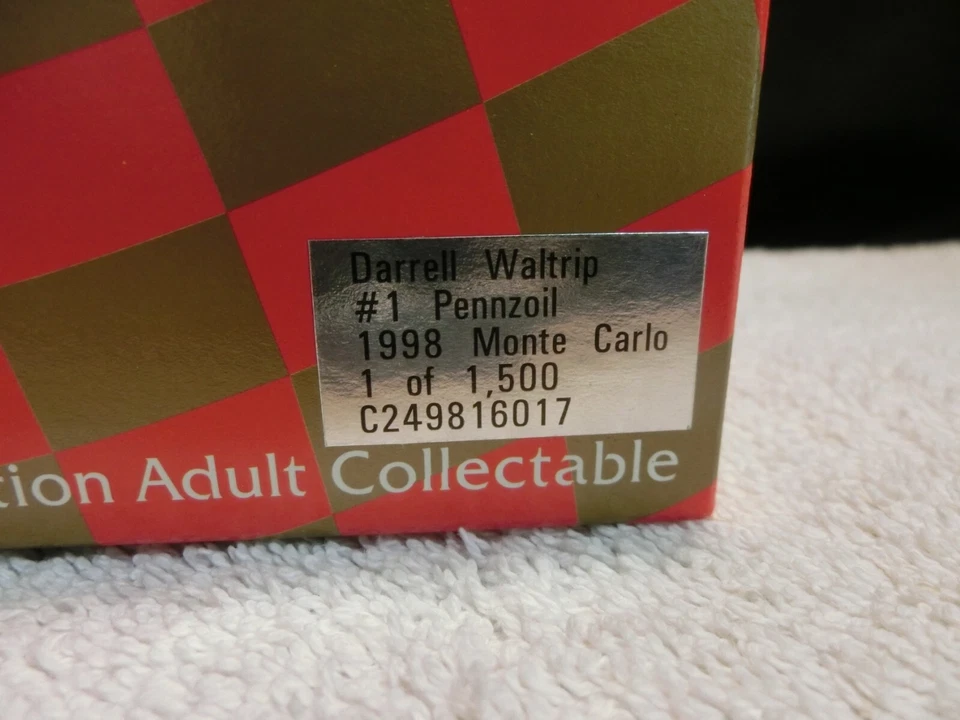 Darrell Waltrip
#1 Pennzoil
1998 Monte Carlo
1 of 1,500
C249816017
tion Adult Collectable